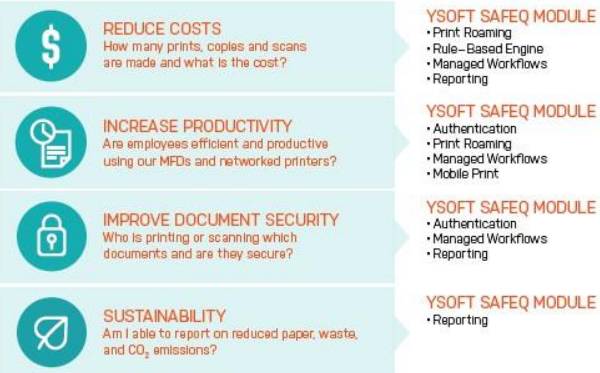 $
REDUCE COSTS
How many prints, copies and scans
are made and what is the cost?
YSOFT SAFEQ MODULE
• Print Roaming
• Rule-Based Engine
• Managed Workflows
• Reporting
INCREASE PRODUCTIVITY
Are employees efficient and productive
using our MFDs and networked printers?
YSOFT SAFEQ MODULE
• Authentication
• Print Roaming
• Managed Workflows
• Mobile Print
IMPROVE DOCUMENT SECURITY
Who is printing or scanning which
documents and are they secure?
YSOFT SAFEQ MODULE
• Authentication
• Managed Workflows
• Reporting
SUSTAINABILITY
Am I able to report on reduced paper, waste,
and CO₂ emissions?
YSOFT SAFEQ MODULE
• Reporting